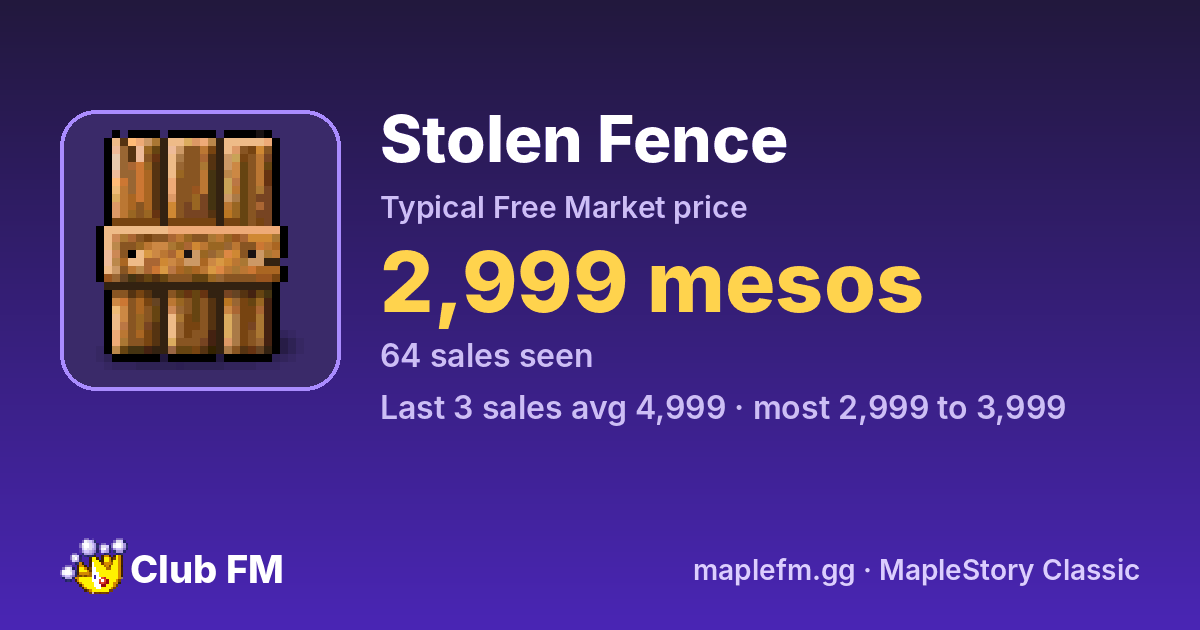 Stolen Fence
Typical Free Market price
2,999 mesos
64 sales seen
Last 3 sales avg 4,999 · most 2,999 to 3,999
Club FM
maplefm.gg · MapleStory Classic